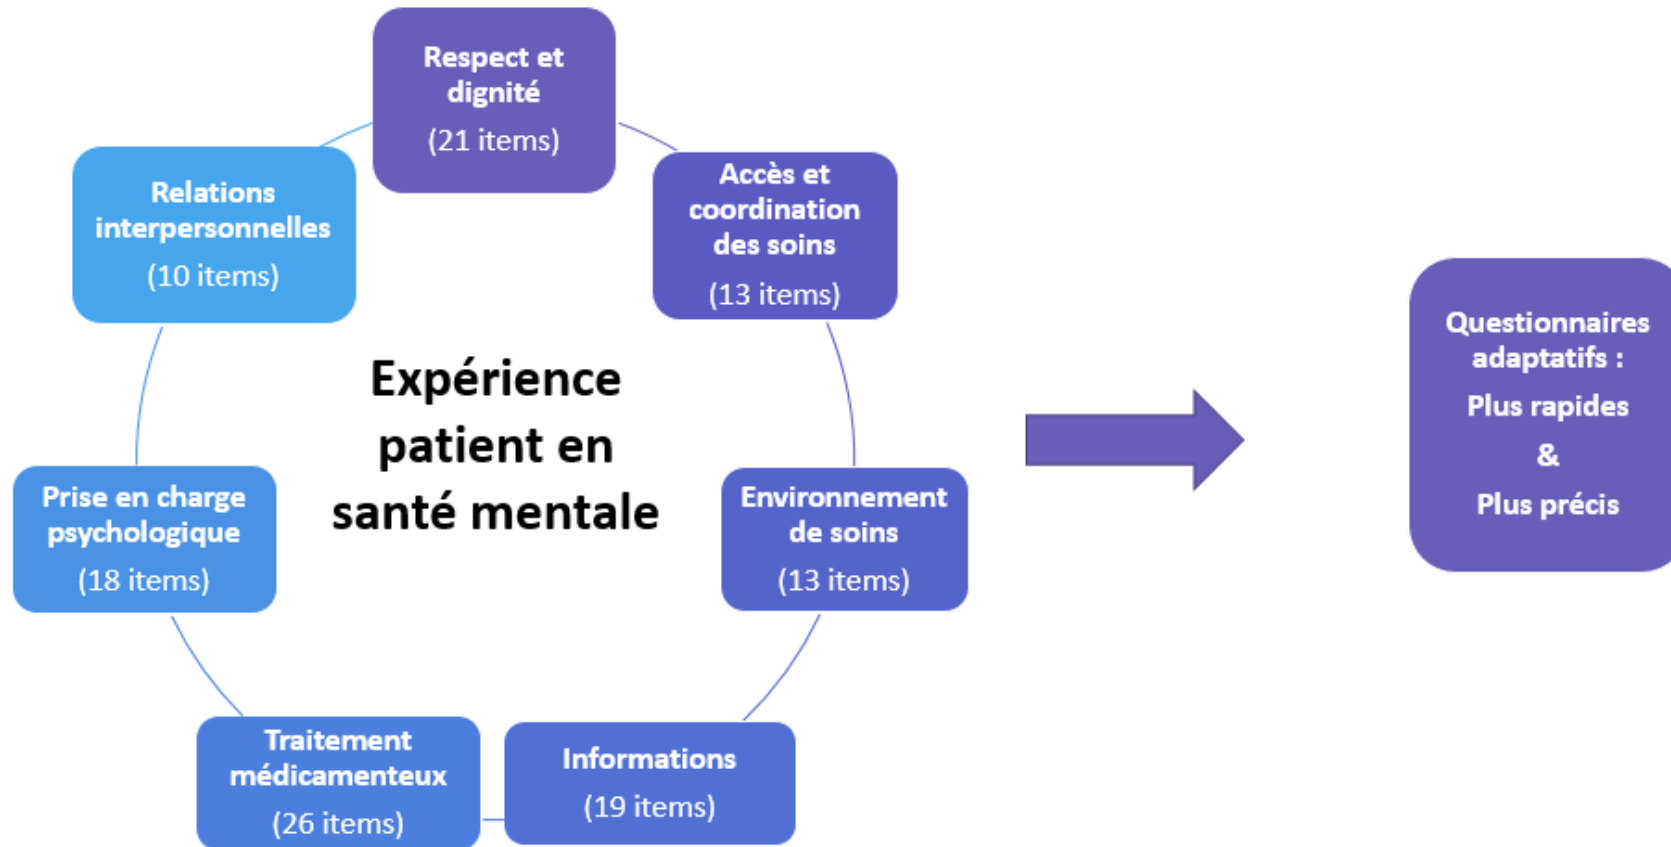 Respect et
dignité
(21 items)
Accès et
coordination
des soins
(13 items)
Environnement
de soins
(13 items)
Informations
(19 items)
Traitement
médicamenteux
(26 items)
Prise en charge
psychologique
(18 items)
Relations
interpersonnelles
(10 items)
Expérience
patient en
santé mentale
Questionnaires
adaptatifs :
Plus rapides
&
Plus précis